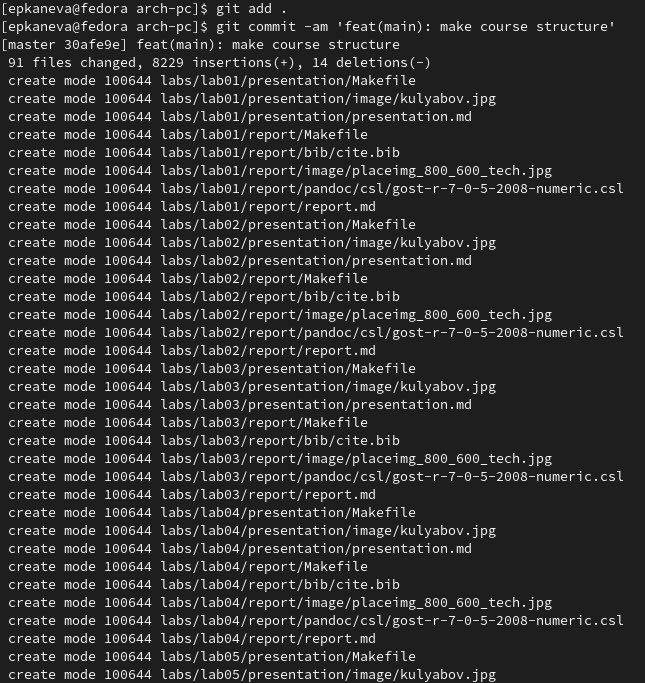 [epkaneva@fedora arch-pc]$ git add .
[epkaneva@fedora arch-pc]$ git commit -am 'feat(main): make course structure'
[master 30afe9e] feat(main): make course structure
 91 files changed, 8229 insertions(+), 14 deletions(-)
 create mode 100644 labs/lab01/presentation/Makefile
 create mode 100644 labs/lab01/presentation/image/kulyabov.jpg
 create mode 100644 labs/lab01/presentation/presentation.md
 create mode 100644 labs/lab01/report/Makefile
 create mode 100644 labs/lab01/report/bib/cite.bib
 create mode 100644 labs/lab01/report/image/placeimg_800_600_tech.jpg
 create mode 100644 labs/lab01/report/pandoc/csl/gost-r-7-0-5-2008-numeric.csl
 create mode 100644 labs/lab01/report/report.md
 create mode 100644 labs/lab02/presentation/Makefile
 create mode 100644 labs/lab02/presentation/image/kulyabov.jpg
 create mode 100644 labs/lab02/presentation/presentation.md
 create mode 100644 labs/lab02/report/Makefile
 create mode 100644 labs/lab02/report/bib/cite.bib
 create mode 100644 labs/lab02/report/image/placeimg_800_600_tech.jpg
 create mode 100644 labs/lab02/report/pandoc/csl/gost-r-7-0-5-2008-numeric.csl
 create mode 100644 labs/lab02/report/report.md
 create mode 100644 labs/lab03/presentation/Makefile
 create mode 100644 labs/lab03/presentation/image/kulyabov.jpg
 create mode 100644 labs/lab03/presentation/presentation.md
 create mode 100644 labs/lab03/report/Makefile
 create mode 100644 labs/lab03/report/bib/cite.bib
 create mode 100644 labs/lab03/report/image/placeimg_800_600_tech.jpg
 create mode 100644 labs/lab03/report/pandoc/csl/gost-r-7-0-5-2008-numeric.csl
 create mode 100644 labs/lab03/report/report.md
 create mode 100644 labs/lab04/presentation/Makefile
 create mode 100644 labs/lab04/presentation/image/kulyabov.jpg
 create mode 100644 labs/lab04/presentation/presentation.md
 create mode 100644 labs/lab04/report/Makefile
 create mode 100644 labs/lab04/report/bib/cite.bib
 create mode 100644 labs/lab04/report/image/placeimg_800_600_tech.jpg
 create mode 100644 labs/lab04/report/pandoc/csl/gost-r-7-0-5-2008-numeric.csl
 create mode 100644 labs/lab04/report/report.md
 create mode 100644 labs/lab05/presentation/Makefile
 create mode 100644 labs/lab05/presentation/image/kulyabov.jpg